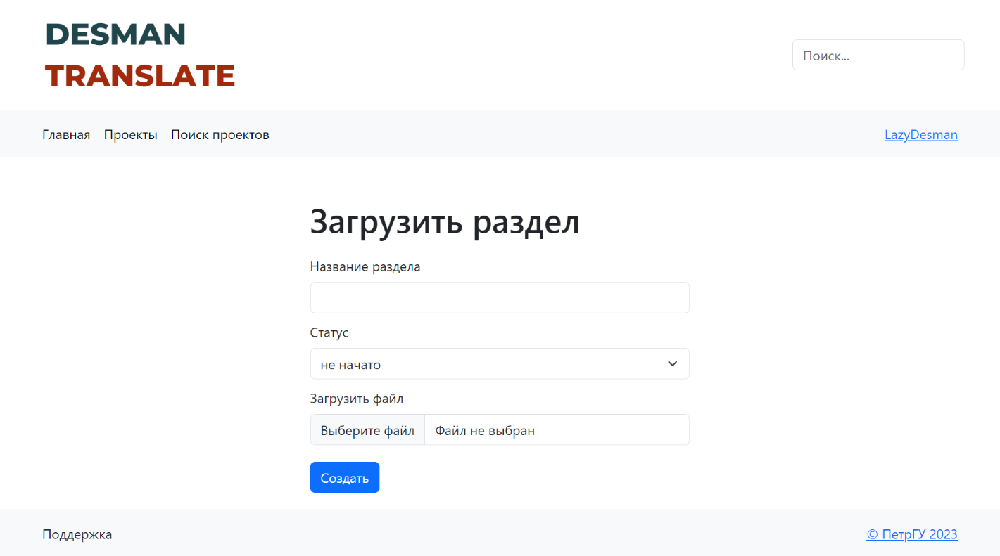 DESMAN
TRANSLATE
Поиск...
Главная Проекты Поиск проектов LazyDesman
Загрузить раздел
Название раздела
Статус
не начато
Загрузить файл
Выберите файл Файл не выбран
Создать
Поддержка © ПетрГУ 2023